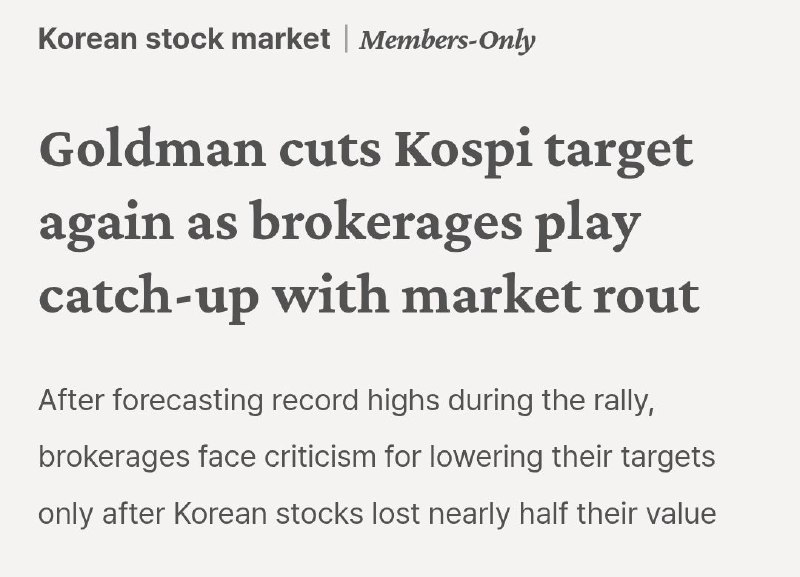 Korean stock market | Members-Only
Goldman cuts Kospi target
again as brokerages play
catch-up with market rout
After forecasting record highs during the rally,
brokerages face criticism for lowering their targets
only after Korean stocks lost nearly half their value